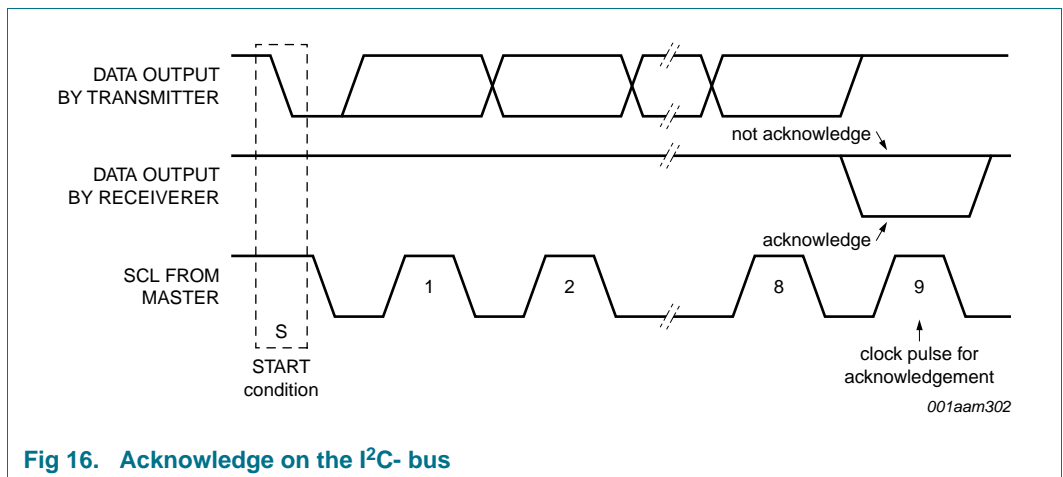 DATA OUTPUT
BY TRANSMITTER
not acknowledge
DATA OUTPUT
BY RECEIVERER
acknowledge
SCL FROM
MASTER
1
2
8
9
S
START
condition
clock pulse for
acknowledgement
001aam302
Fig 16. Acknowledge on the I²C- bus